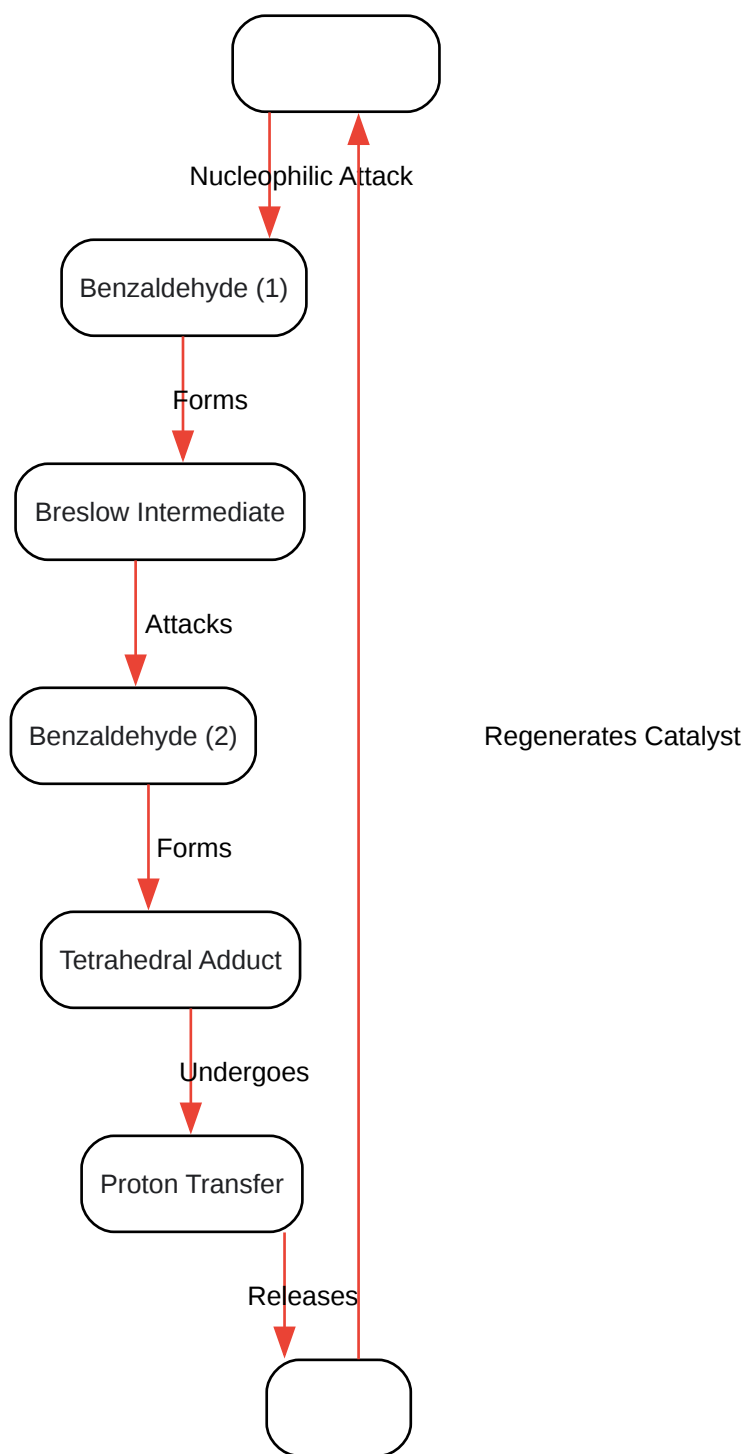 Nucleophilic Attack
Benzaldehyde (1)
Forms
Breslow Intermediate
Attacks
Benzaldehyde (2)
Regenerates Catalyst
Forms
Tetrahedral Adduct
Undergoes
Proton Transfer
Releases